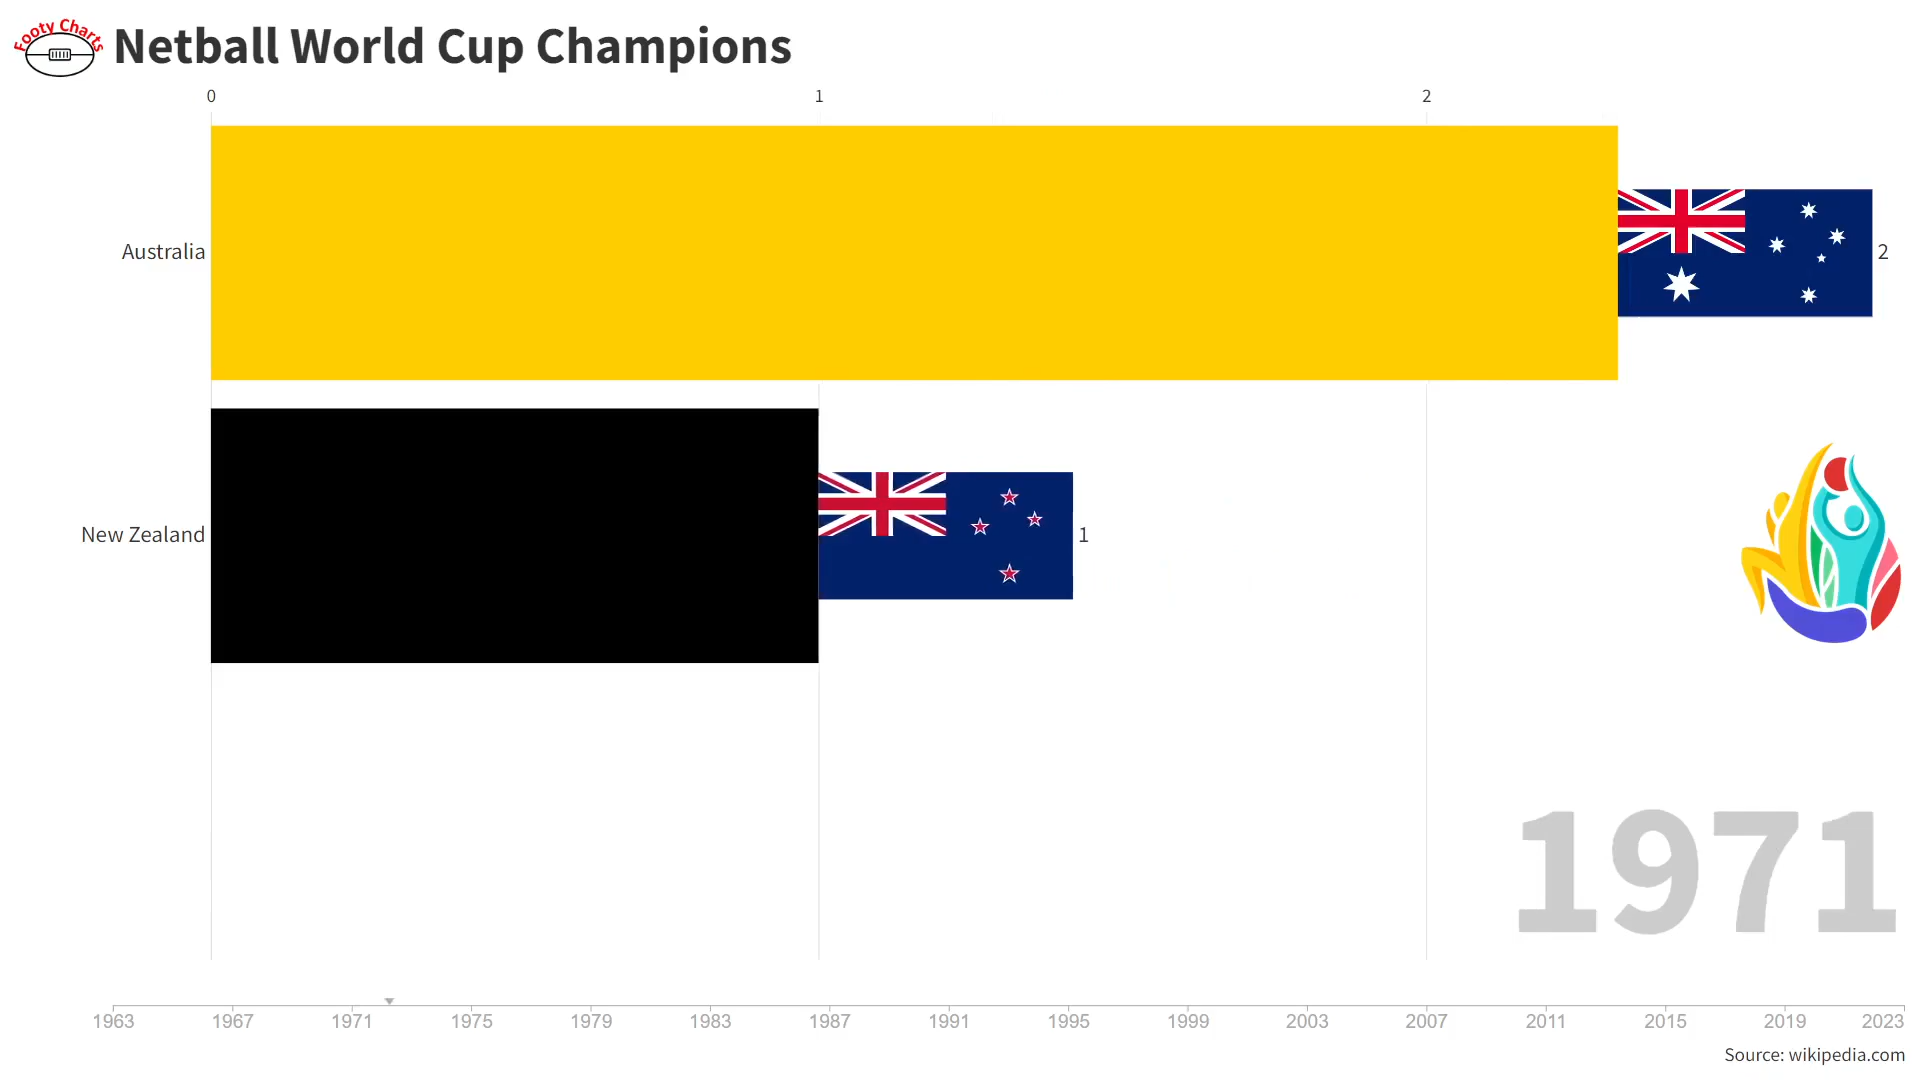 Footy Charts
Netball World Cup Champions
0 1 2
Australia 2
New Zealand 1
1971
1963 1967 1971 1975 1979 1983 1987 1991 1995 1999 2003 2007 2011 2015 2019 2023
Source: wikipedia.com